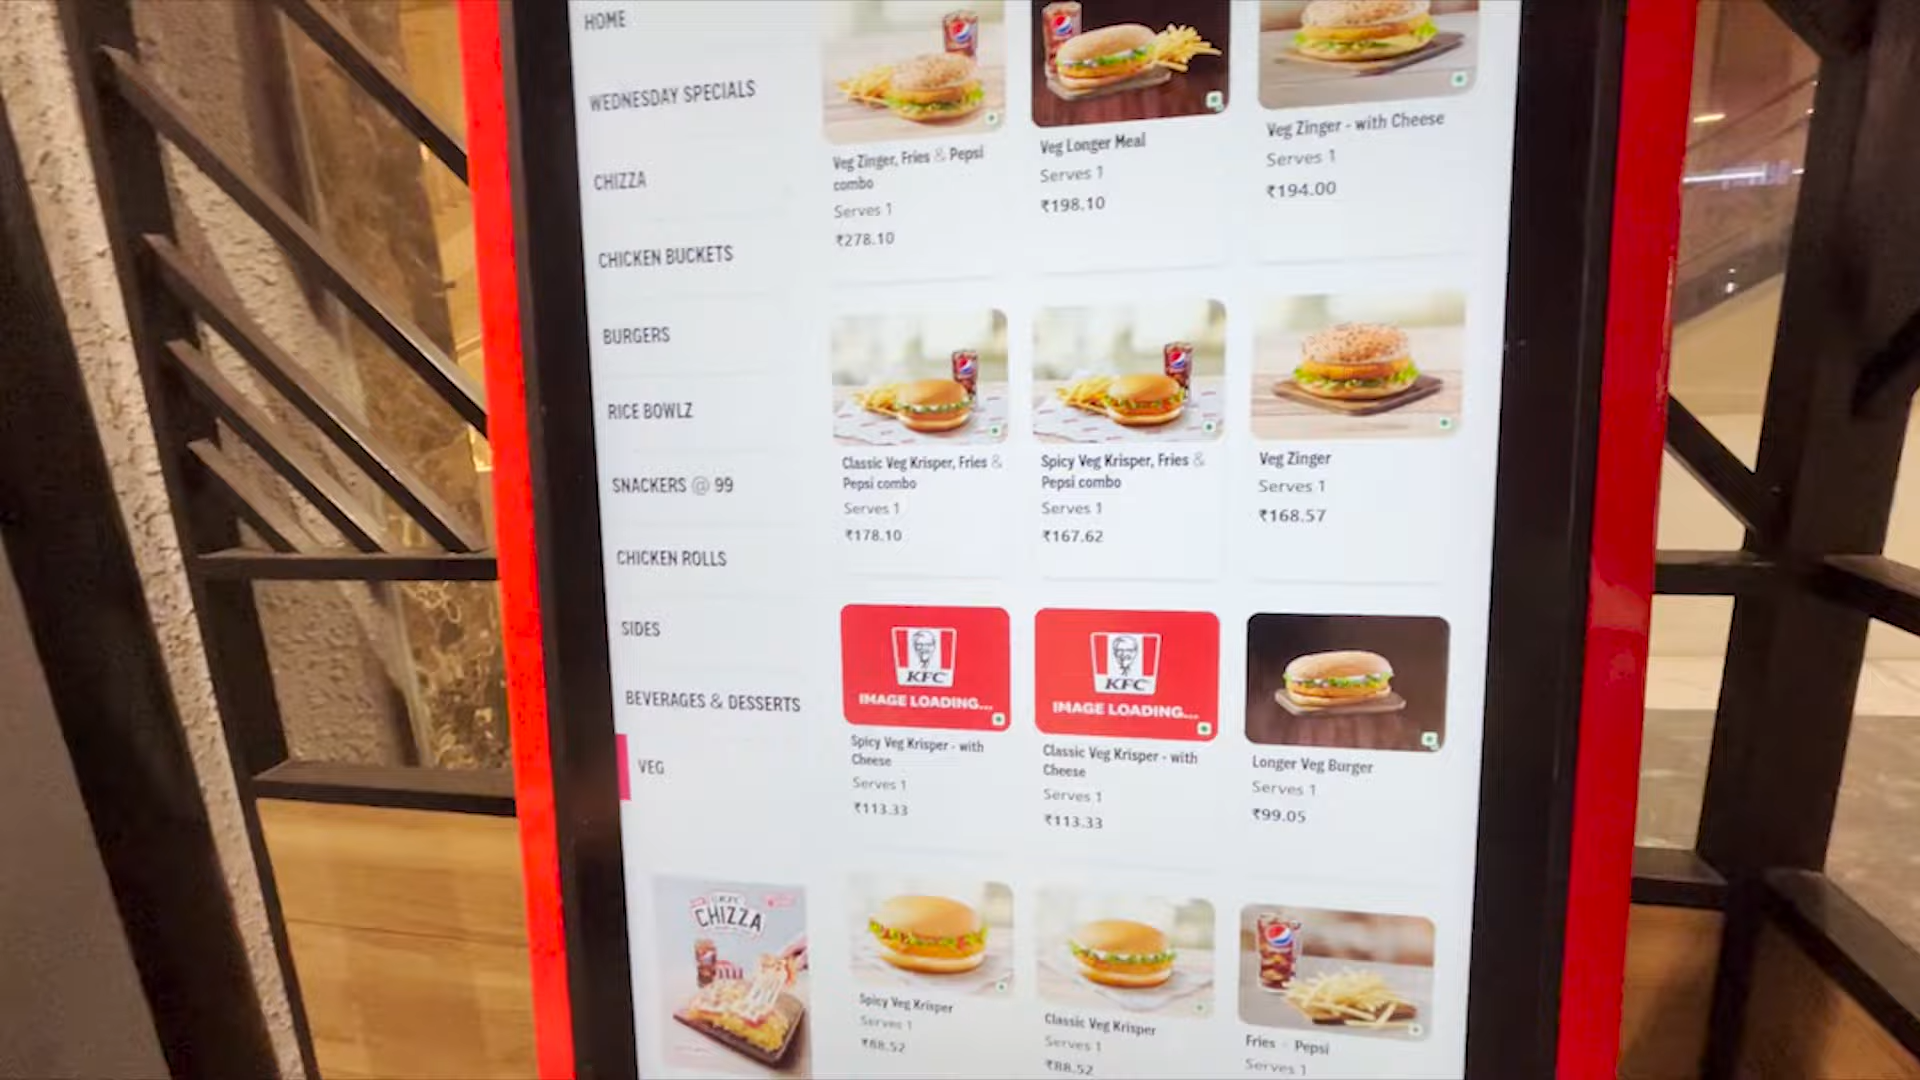 HOME
WEDNESDAY SPECIALS
CHIZZA
CHICKEN BUCKETS
BURGERS
RICE BOWLZ
SNACKERS @ 99
CHICKEN ROLLS
SIDES
BEVERAGES & DESSERTS
VEG
KFC
CHIZZA
Veg Zinger, Fries & Pepsi
combo
Serves 1
₹278.10
Veg Longer Meal
Serves 1
₹198.10
Veg Zinger - with Cheese
Serves 1
₹194.00
Classic Veg Krisper, Fries &
Pepsi combo
Serves 1
₹178.10
Spicy Veg Krisper, Fries &
Pepsi combo
Serves 1
₹167.62
Veg Zinger
Serves 1
₹168.57
KFC
IMAGE LOADING...
Spicy Veg Krisper - with
Cheese
Serves 1
₹113.33
KFC
IMAGE LOADING...
Classic Veg Krisper - with
Cheese
Serves 1
₹113.33
Longer Veg Burger
Serves 1
₹99.05
Spicy Veg Krisper
Serves 1
₹88.52
Classic Veg Krisper
Serves 1
₹88.52
Fries Pepsi
Serves 1